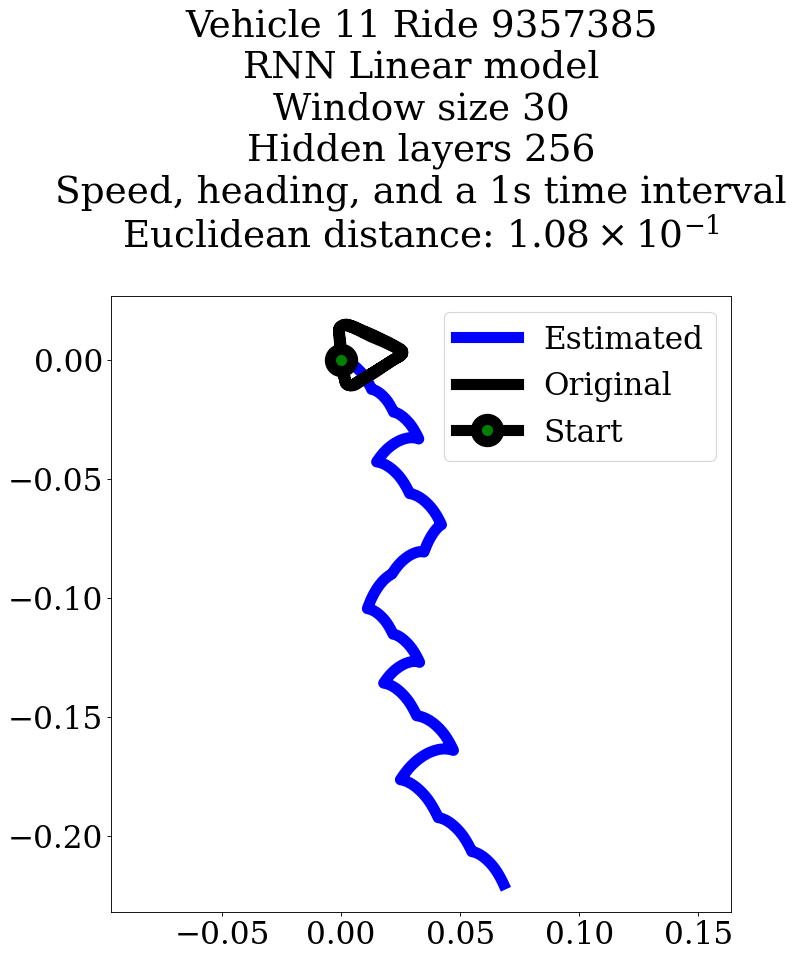 Vehicle 11 Ride 9357385
RNN Linear model
Window size 30
Hidden layers 256
Speed, heading, and a 1s time interval
Euclidean distance: 1.08 × 10⁻¹
Estimated
Original
Start
0.00
−0.05
−0.10
−0.15
−0.20
−0.05 0.00 0.05 0.10 0.15